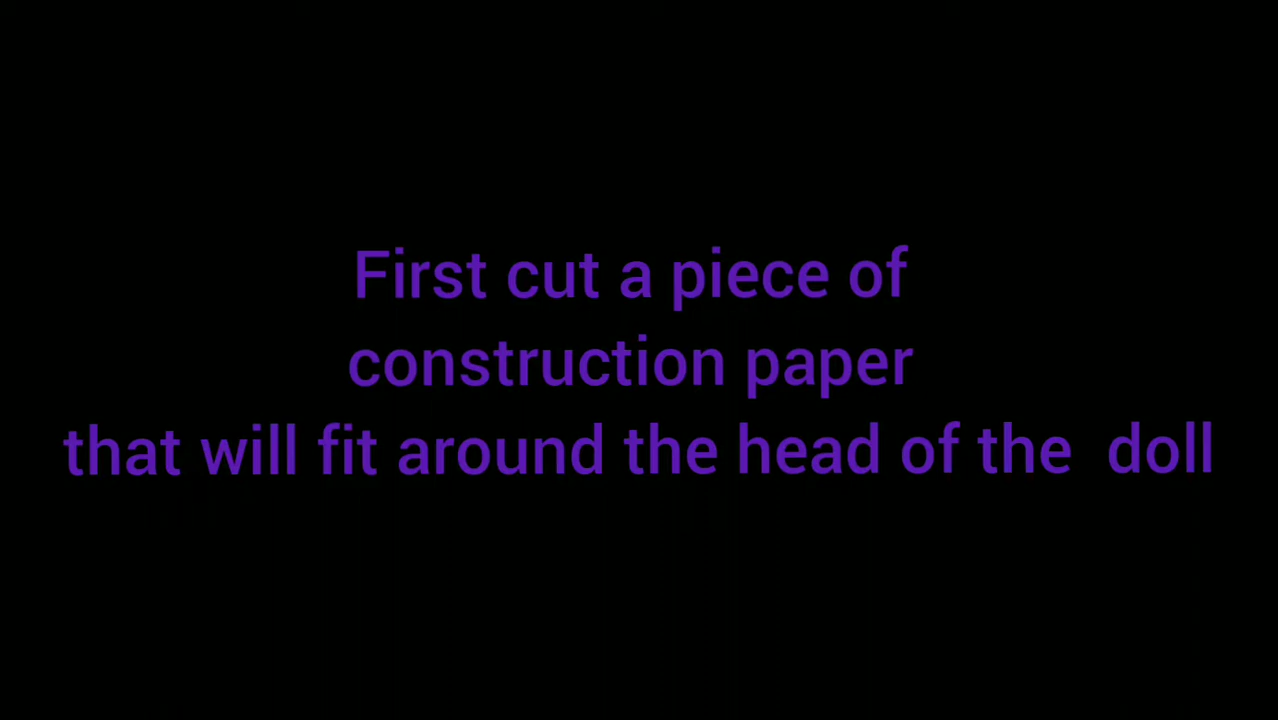 First cut a piece of
construction paper
that will fit around the head of the  doll